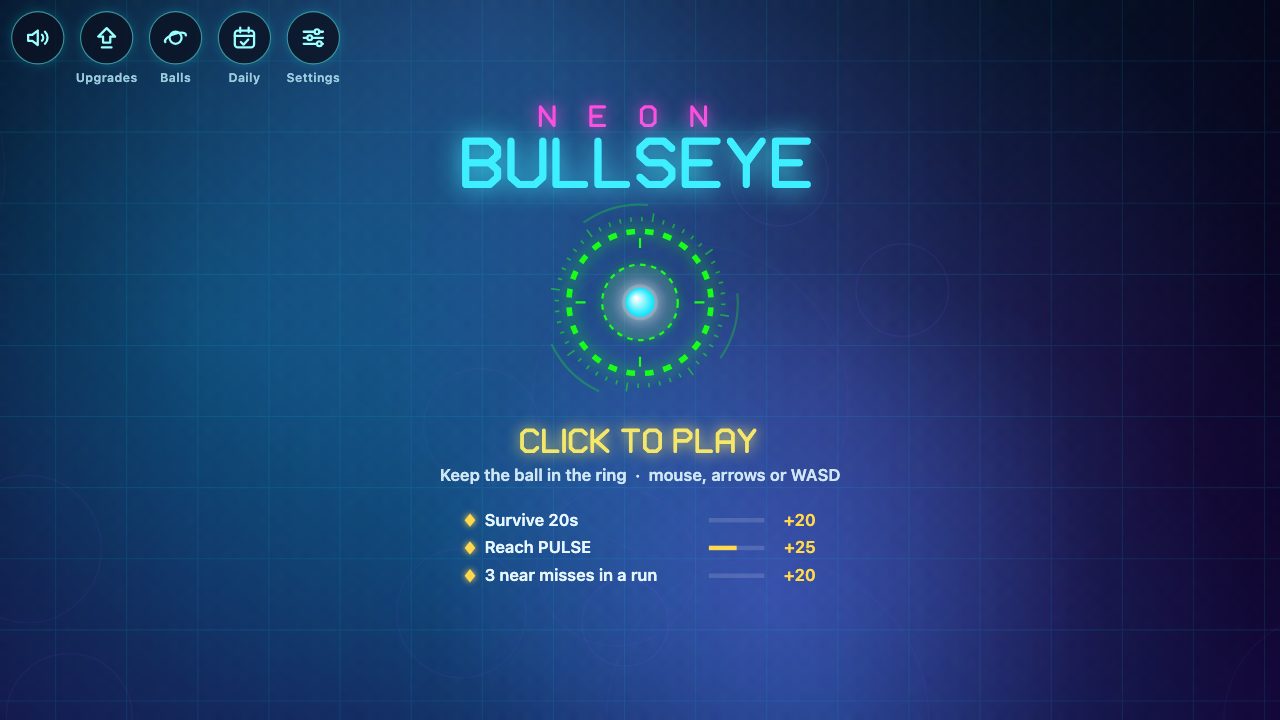 Upgrades Balls Daily Settings
NEON
BULLSEYE
CLICK TO PLAY
Keep the ball in the ring · mouse, arrows or WASD
Survive 20s +20
Reach PULSE +25
3 near misses in a run +20